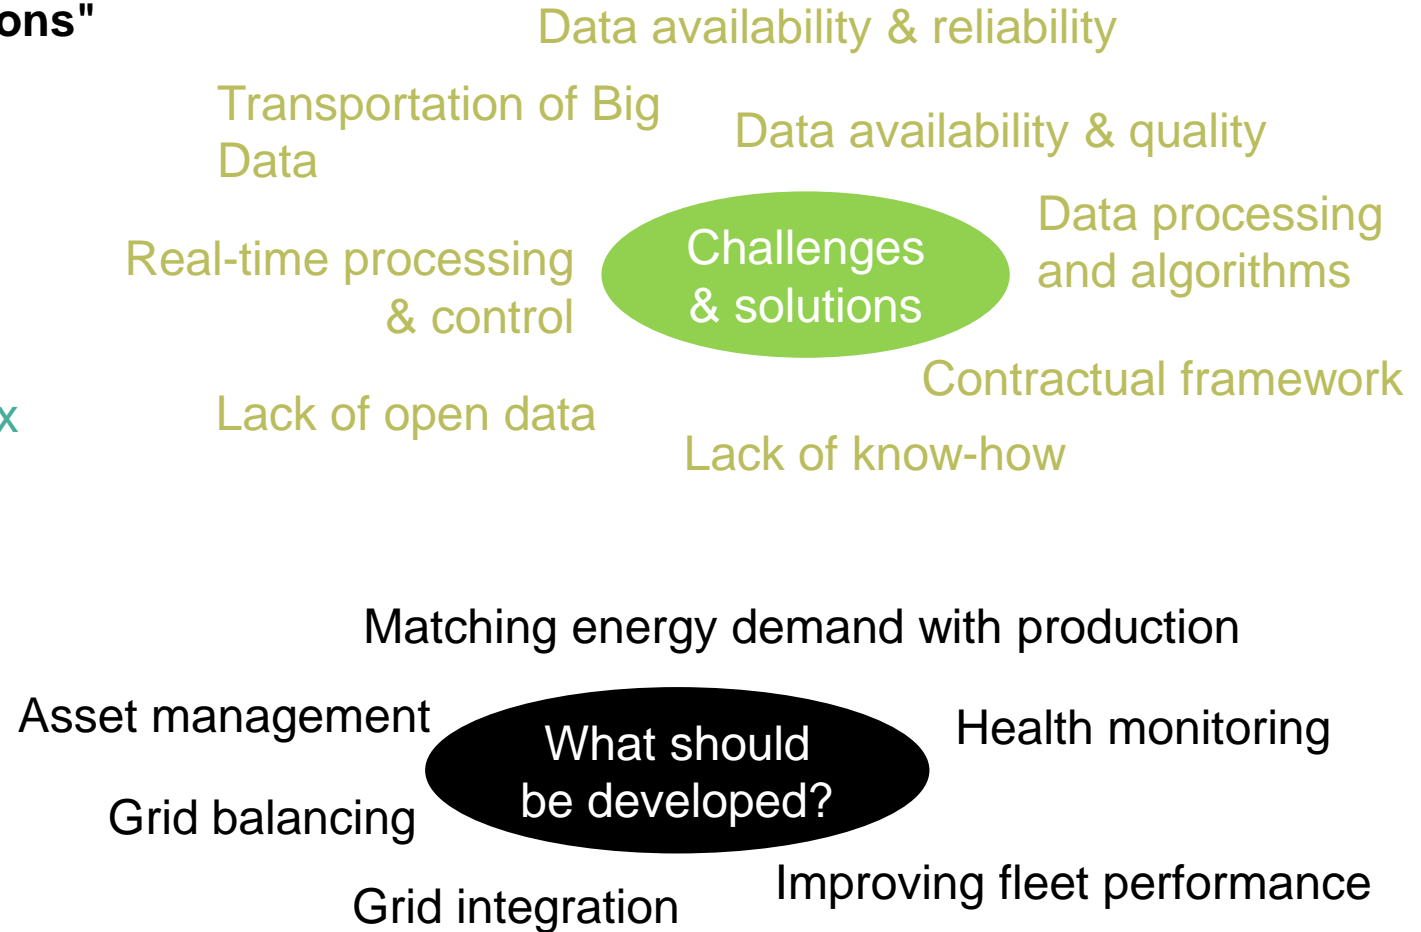 ons"
Data availability & reliability
Transportation of Big
Data
Data availability & quality
Data processing
and algorithms
Challenges
& solutions
Real-time processing
& control
Contractual framework
x
Lack of open data
Lack of know-how
Matching energy demand with production
Asset management
Health monitoring
What should
be developed?
Grid balancing
Improving fleet performance
Grid integration